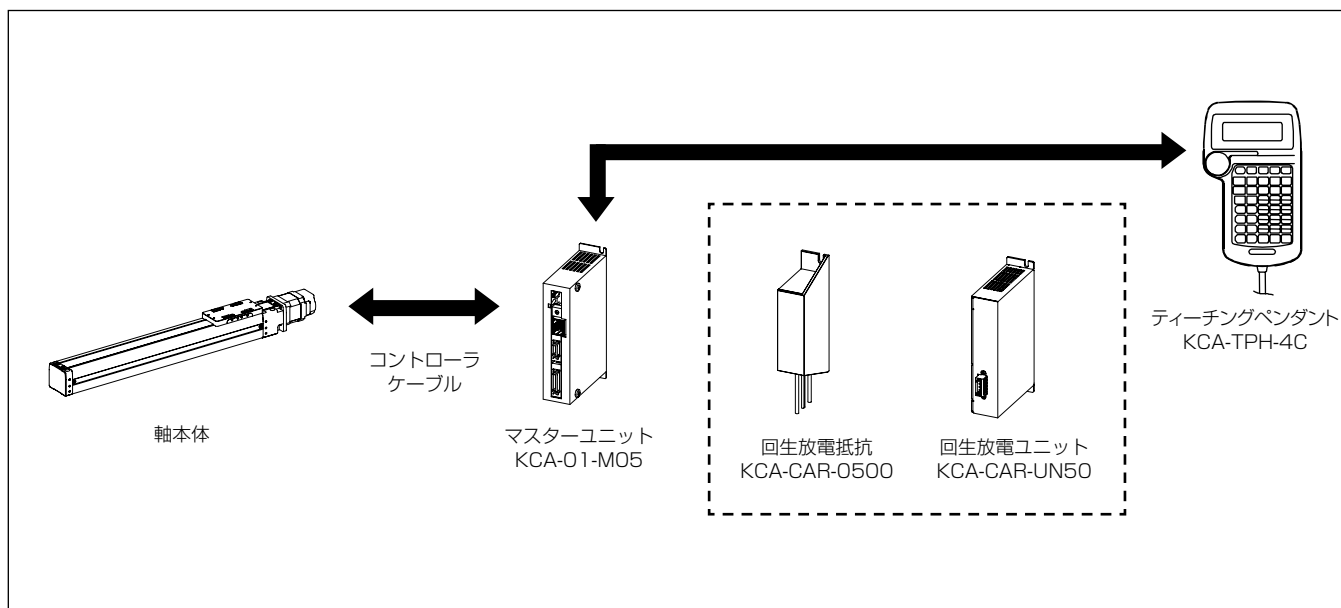 軸本体
コントローラ
ケーブル
マスターユニット
KCA-01-M05
回生放電抵抗
KCA-CAR-0500
回生放電ユニット
KCA-CAR-UN50
ティーチングペンダント
KCA-TPH-4C